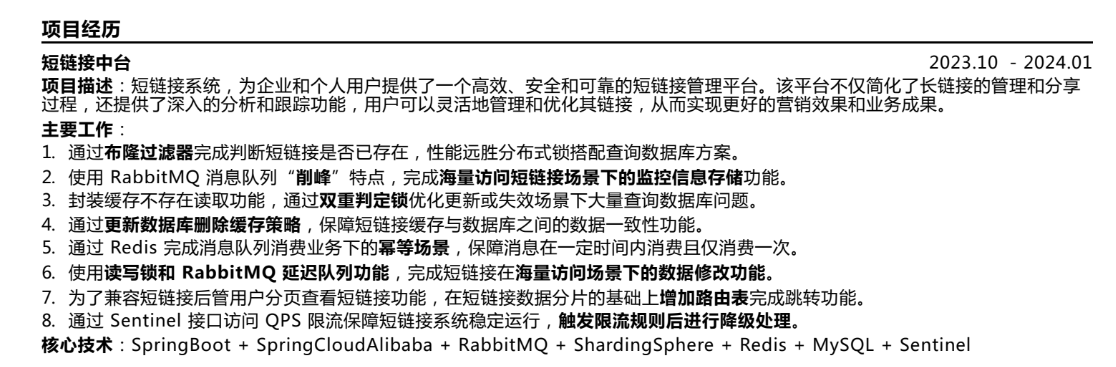 项目经历
短链接中台 2023.10 - 2024.01
项目描述：短链接系统，为企业和个人用户提供了一个高效、安全和可靠的短链接管理平台。该平台不仅简化了长链接的管理和分享
过程，还提供了深入的分析和跟踪功能，用户可以灵活地管理和优化其链接，从而实现更好的营销效果和业务成果。
主要工作：
1. 通过布隆过滤器完成判断短链接是否已存在，性能远胜分布式锁搭配查询数据库方案。
2. 使用 RabbitMQ 消息队列“削峰”特点，完成海量访问短链接场景下的监控信息存储功能。
3. 封装缓存不存在读取功能，通过双重判定锁优化更新或失效场景下大量查询数据库问题。
4. 通过更新数据库删除缓存策略，保障短链接缓存与数据库之间的数据一致性功能。
5. 通过 Redis 完成消息队列消费业务下的幂等场景，保障消息在一定时间内消费且仅消费一次。
6. 使用读写锁和 RabbitMQ 延迟队列功能，完成短链接在海量访问场景下的数据修改功能。
7. 为了兼容短链接后管用户分页查看短链接功能，在短链接数据分片的基础上增加路由表完成跳转功能。
8. 通过 Sentinel 接口访问 QPS 限流保障短链接系统稳定运行，触发限流规则后进行降级处理。
核心技术：SpringBoot + SpringCloudAlibaba + RabbitMQ + ShardingSphere + Redis + MySQL + Sentinel